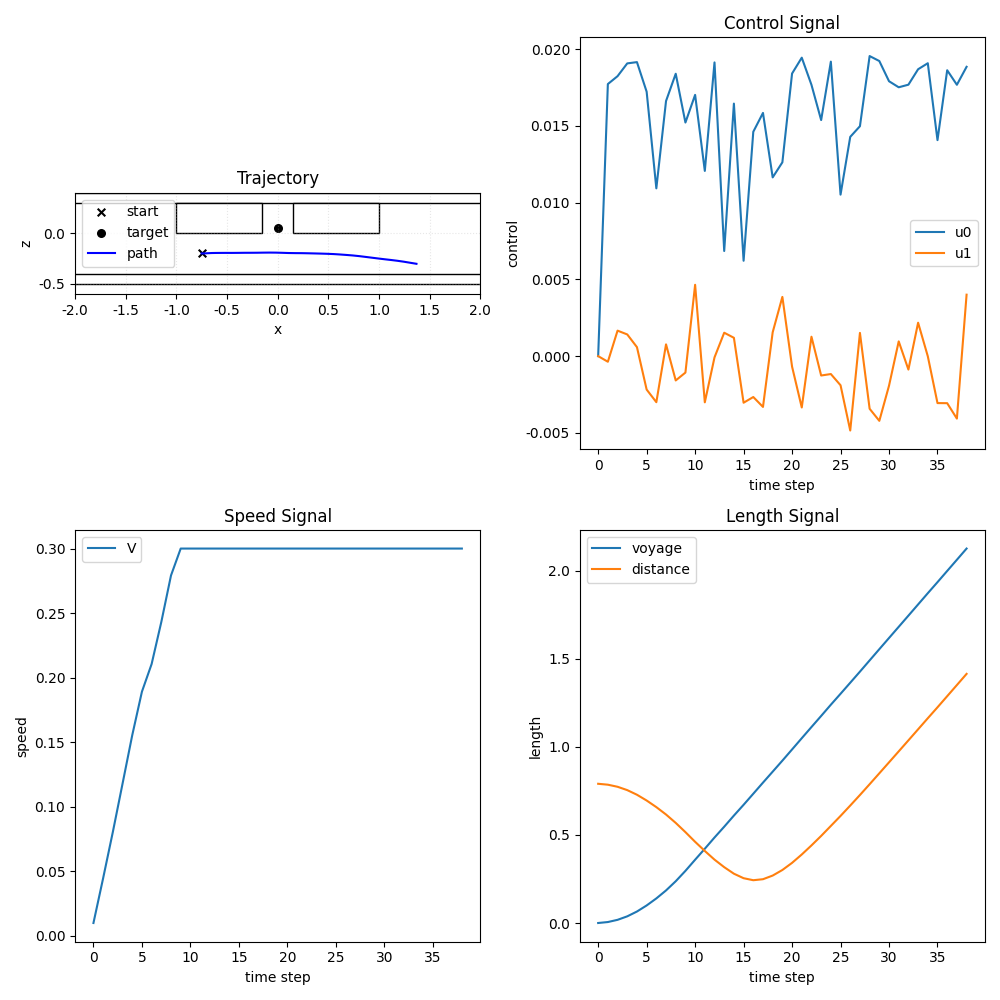 Trajectory
start
target
path
0.0
-0.5
z
-2.0 -1.5 -1.0 -0.5 0.0 0.5 1.0 1.5 2.0
x
Control Signal
0.020
0.015
0.010
0.005
0.000
-0.005
control
u0
u1
0 5 10 15 20 25 30 35
time step
Speed Signal
V
0.30
0.25
0.20
0.15
0.10
0.05
0.00
speed
0 5 10 15 20 25 30 35
time step
Length Signal
voyage
distance
2.0
1.5
1.0
0.5
0.0
length
0 5 10 15 20 25 30 35
time step